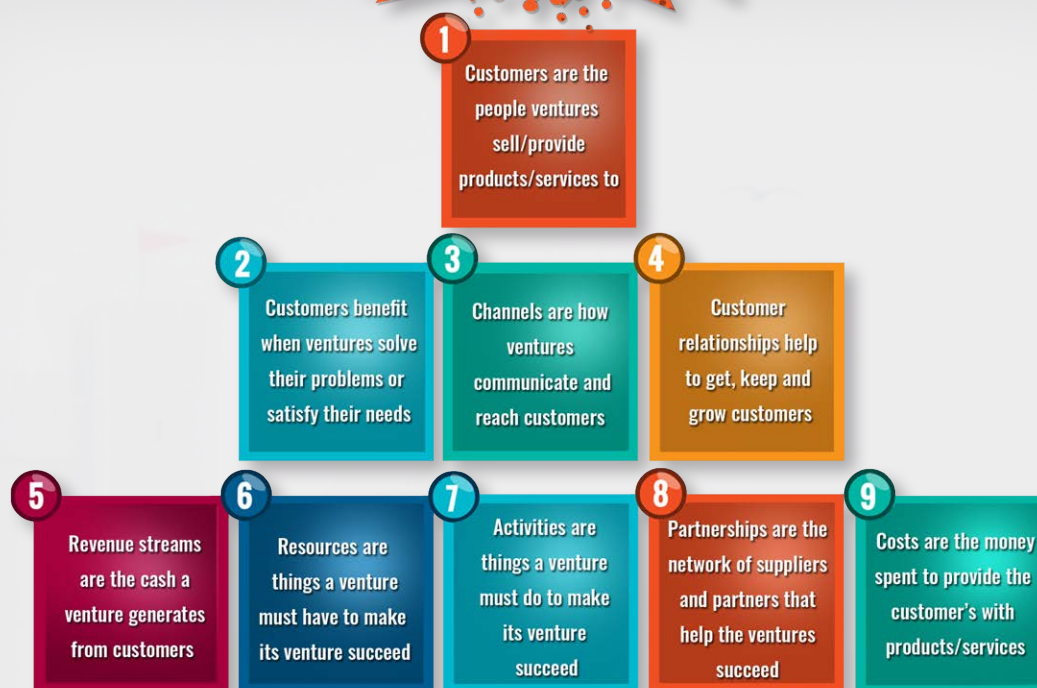 1
Customers are the
people ventures
sell/provide
products/services to
2
Customers benefit
when ventures solve
their problems or
satisfy their needs
3
Channels are how
ventures
communicate and
reach customers
4
Customer
relationships help
to get, keep and
grow customers
5
Revenue streams
are the cash a
venture generates
from customers
6
Resources are
things a venture
must have to make
its venture succeed
7
Activities are
things a venture
must do to make
its venture
succeed
8
Partnerships are the
network of suppliers
and partners that
help the ventures
succeed
9
Costs are the money
spent to provide the
customer's with
products/services